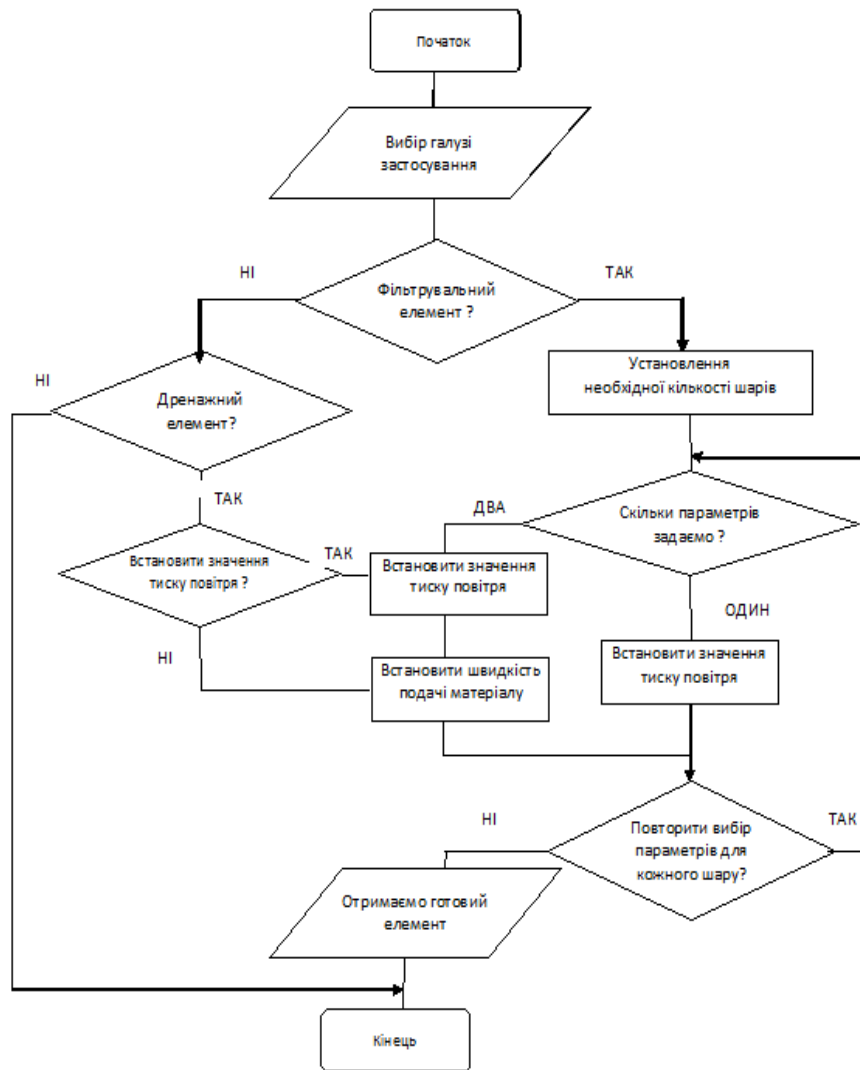 Початок
Вибір галузі
застосування
НІ
ТАК
Фільтрувальний
елемент ?
Установлення
необхідної кількості шарів
НІ
Дренажний
елемент?
ТАК
ДВА
Скільки параметрів
задаємо ?
Встановити значення
тиску повітря ?
ТАК
Встановити значення
тиску повітря
ОДИН
НІ
Встановити швидкість
подачі матеріалу
Встановити значення
тиску повітря
НІ
ТАК
Повторити вибір
параметрів для
кожного шару?
Отримаємо готовий
елемент
Кінець